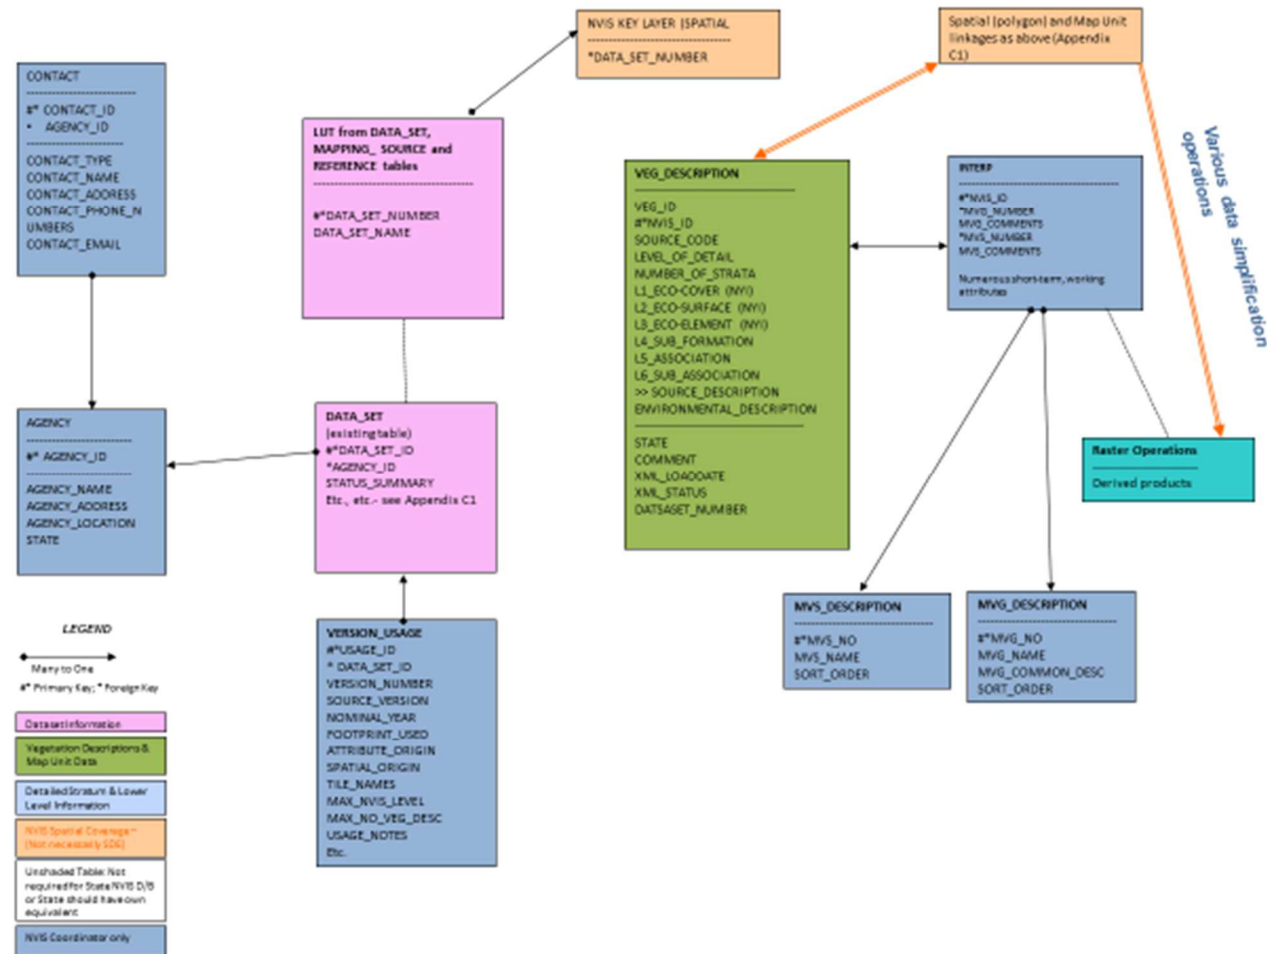 NVIS KEY LAYER (SPATIAL
*DATA_SET_NUMBER
Spatial (polygon) and Map Unit
linkages as above (Appendix
C1)
CONTACT
#* CONTACT_ID
* AGENCY_ID
CONTACT_TYPE
CONTACT_NAME
CONTACT_ADDRESS
CONTACT_PHONE_N
UMBERS
CONTACT_EMAIL
LUT from DATA_SET,
MAPPING_ SOURCE and
REFERENCE tables
#*DATA_SET_NUMBER
DATA_SET_NAME
VEG_DESCRIPTION
VEG_ID
#*NVIS_ID
SOURCE_CODE
LEVEL_OF_DETAIL
NUMBER_OF_STRATA
L1_ECO-COVER (NYI)
L2_ECO-SURFACE (NYI)
L3_ECO-ELEMENT (NYI)
L4_SUB_FORMATION
L5_ASSOCIATION
L6_SUB_ASSOCIATION
>> SOURCE_DESCRIPTION
ENVIRONMENTAL_DESCRIPTION
STATE
COMMENT
XML_LOADDATE
XML_STATUS
DATSASET_NUMBER
INTERP
#*NVIS_ID
*MVG_NUMBER
MVG_COMMENTS
*MVS_NUMBER
MVS_COMMENTS
Numerous short-term, working
attributes
Various data simplification
operations
AGENCY
#* AGENCY_ID
AGENCY_NAME
AGENCY_ADDRESS
AGENCY_LOCATION
STATE
DATA_SET
(existing table)
#*DATA_SET_ID
*AGENCY_ID
STATUS_SUMMARY
Etc., etc.- see Appendix C1
Raster Operations
Derived products
VERSION_USAGE
#*USAGE_ID
* DATA_SET_ID
VERSION_NUMBER
SOURCE_VERSION
NOMINAL_YEAR
FOOTPRINT_USED
ATTRIBUTE_ORIGIN
SPATIAL_ORIGIN
TILE_NAMES
MAX_NVIS_LEVEL
MAX_NO_VEG_DESC
USAGE_NOTES
Etc.
MVS_DESCRIPTION
#*MVS_NO
MVS_NAME
SORT_ORDER
MVG_DESCRIPTION
#*MVG_NO
MVG_NAME
MVG_COMMON_DESC
SORT_ORDER
LEGEND
Many to One
#* Primary Key; * Foreign Key
Dataset Information
Vegetation Descriptions &
Map Unit Data
Detailed Stratum & Lower
Level Information
NVIS Spatial Coverage –
(Not necessarily SDE)
Unshaded Table: Not
required for State NVIS D/B
or State should have own
equivalent
NVIS Coordinator only